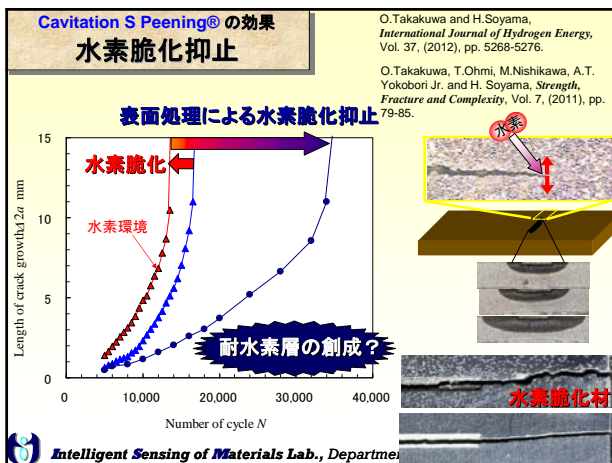 Cavitation S Peening® の効果
水素脆化抑止
O.Takakuwa and H.Soyama,
International Journal of Hydrogen Energy,
Vol. 37, (2012), pp. 5268-5276.
O.Takakuwa, T.Ohmi, M.Nishikawa, A.T.
Yokobori Jr. and H. Soyama, Strength,
Fracture and Complexity, Vol. 7, (2011), pp.
79-85.
表面処理による水素脆化抑止
水素脆化
水素環境
水素
耐水素層の創成？
水素脆化材
Length of crack growth 2a mm
15
10
5
0
0
10,000
20,000
30,000
40,000
Number of cycle N
Intelligent Sensing of Materials Lab., Departmen